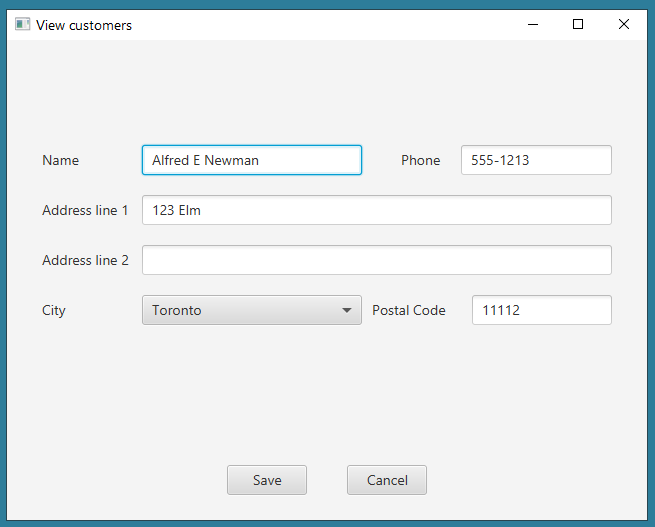 View customers
Name Alfred E Newman Phone 555-1213
Address line 1 123 Elm
Address line 2
City Toronto Postal Code 11112
Save Cancel